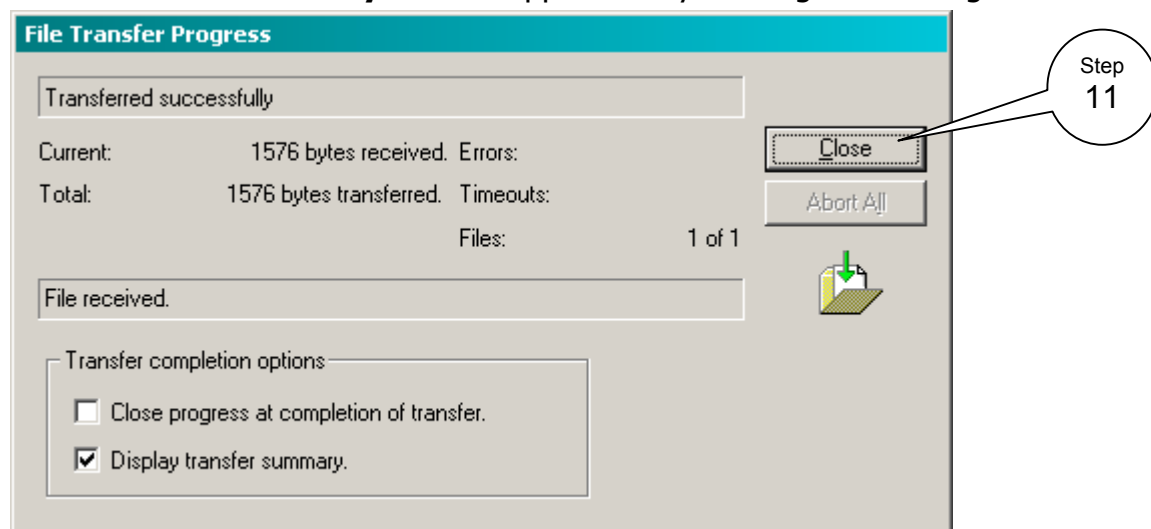 File Transfer Progress
Transferred successfully
Step
11
Current: 1576 bytes received. Errors:
Close
Total: 1576 bytes transferred. Timeouts:
Abort All
Files: 1 of 1
File received.
Transfer completion options
Close progress at completion of transfer.
Display transfer summary.